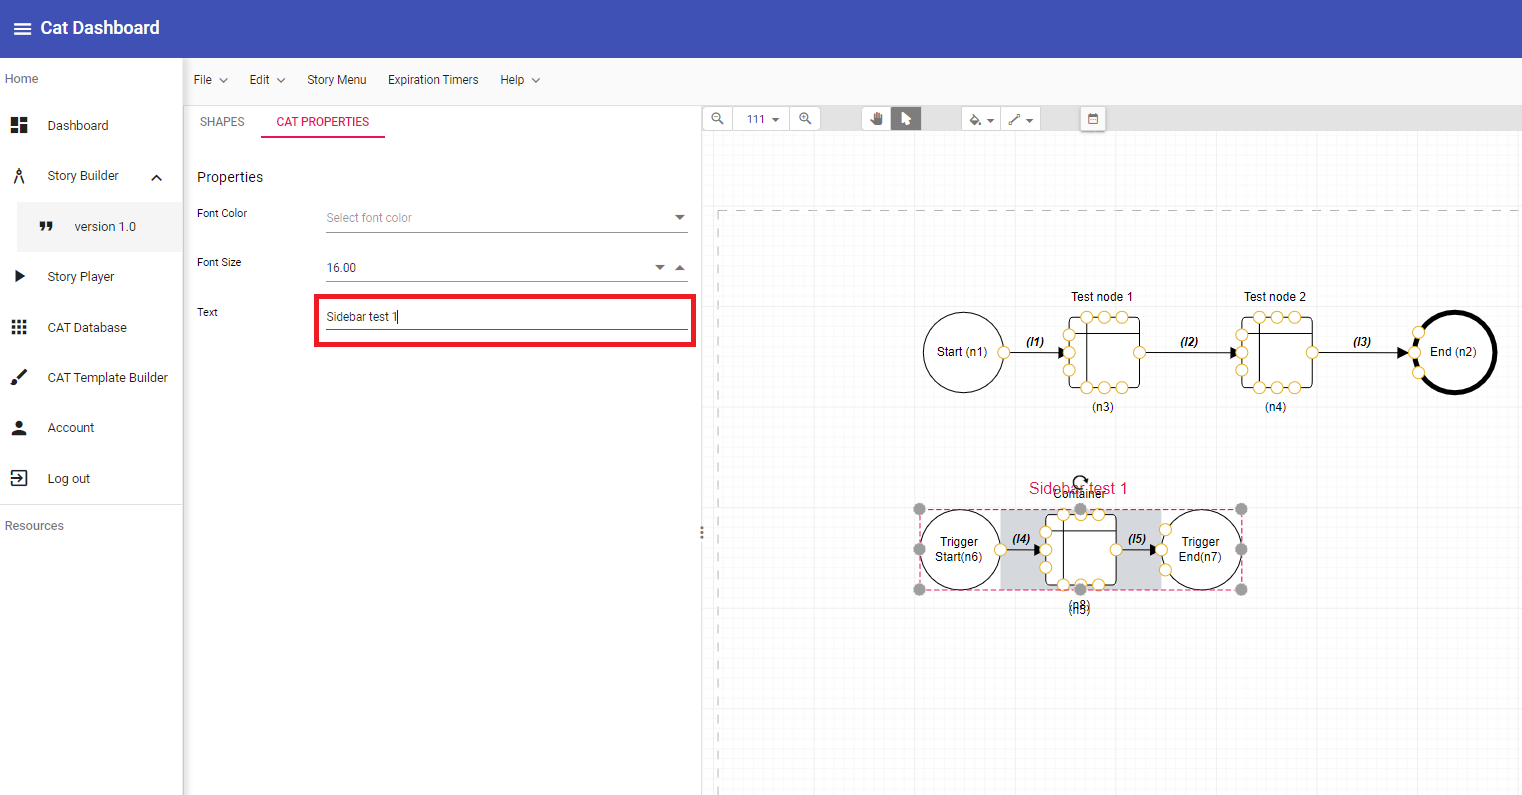 Cat Dashboard
Home
Dashboard
Story Builder
version 1.0
Story Player
CAT Database
CAT Template Builder
Account
Log out
Resources
File Edit Story Menu Expiration Timers Help
SHAPES CAT PROPERTIES
Properties
Font Color Select font color
Font Size 16.00
Text Sidebar test 1
111
Test node 1 Test node 2
Start (n1) (l1) (l2) (l3) End (n2)
(n3) (n4)
Sidebar test 1
Container
Trigger
Start(n6)
(l4) (l5)
Trigger
End(n7)
(n8)
(n5)